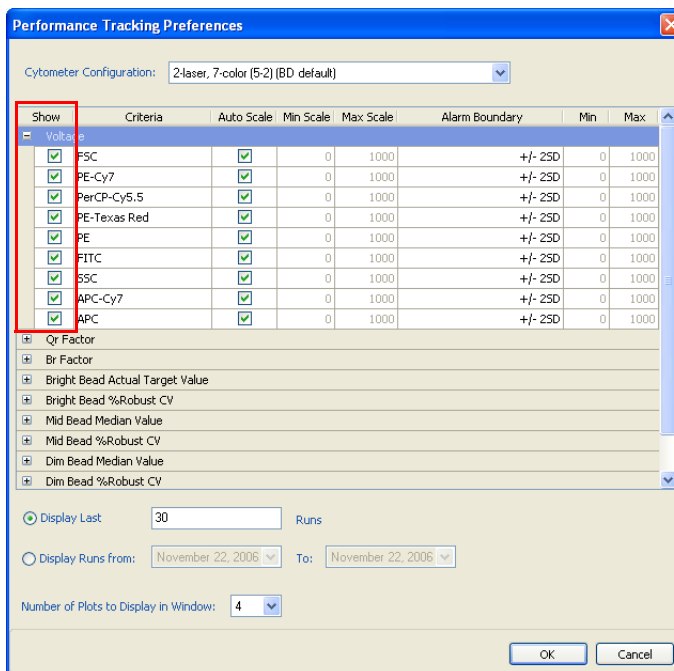 Performance Tracking Preferences
Cytometer Configuration: 2-laser, 7-color (5-2) (BD default)
Show Criteria Auto Scale Min Scale Max Scale Alarm Boundary Min Max
Voltage
FSC 0 1000 +/- 2SD 0 1000
PE-Cy7 0 1000 +/- 2SD 0 1000
PerCP-Cy5.5 0 1000 +/- 2SD 0 1000
PE-Texas Red 0 1000 +/- 2SD 0 1000
PE 0 1000 +/- 2SD 0 1000
FITC 0 1000 +/- 2SD 0 1000
SSC 0 1000 +/- 2SD 0 1000
APC-Cy7 0 1000 +/- 2SD 0 1000
APC 0 1000 +/- 2SD 0 1000
Qr Factor
Br Factor
Bright Bead Actual Target Value
Bright Bead %Robust CV
Mid Bead Median Value
Mid Bead %Robust CV
Dim Bead Median Value
Dim Bead %Robust CV
Display Last 30 Runs
Display Runs from: November 22, 2006 To: November 22, 2006
Number of Plots to Display in Window: 4
OK Cancel